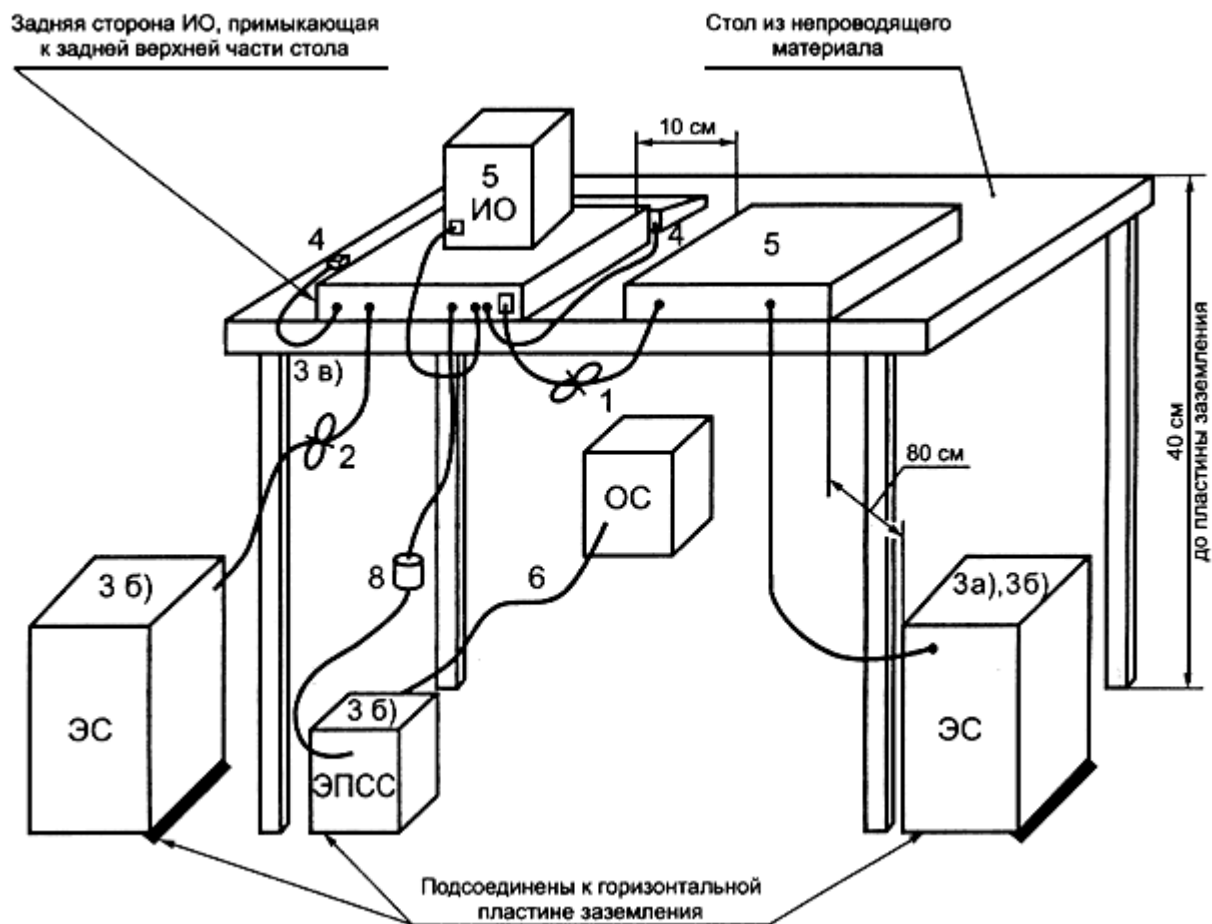 Задняя сторона ИО, примыкающая
к задней верхней части стола
Стол из непроводящего
материала
10 см
5
ИО
4
4
5
3 в)
1
2
40 см
до пластины заземления
80 см
ОС
8
6
3 б)
ЭС
3 б)
ЭПСС
3а),3б)
ЭС
Подсоединены к горизонтальной
пластине заземления